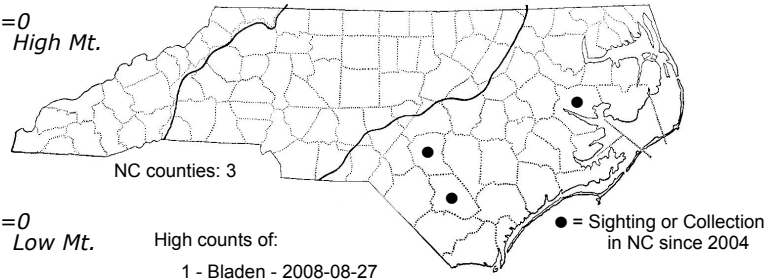 =0
High Mt.
NC counties: 3
=0
Low Mt.
High counts of:
1 - Bladen - 2008-08-27
= Sighting or Collection
in NC since 2004